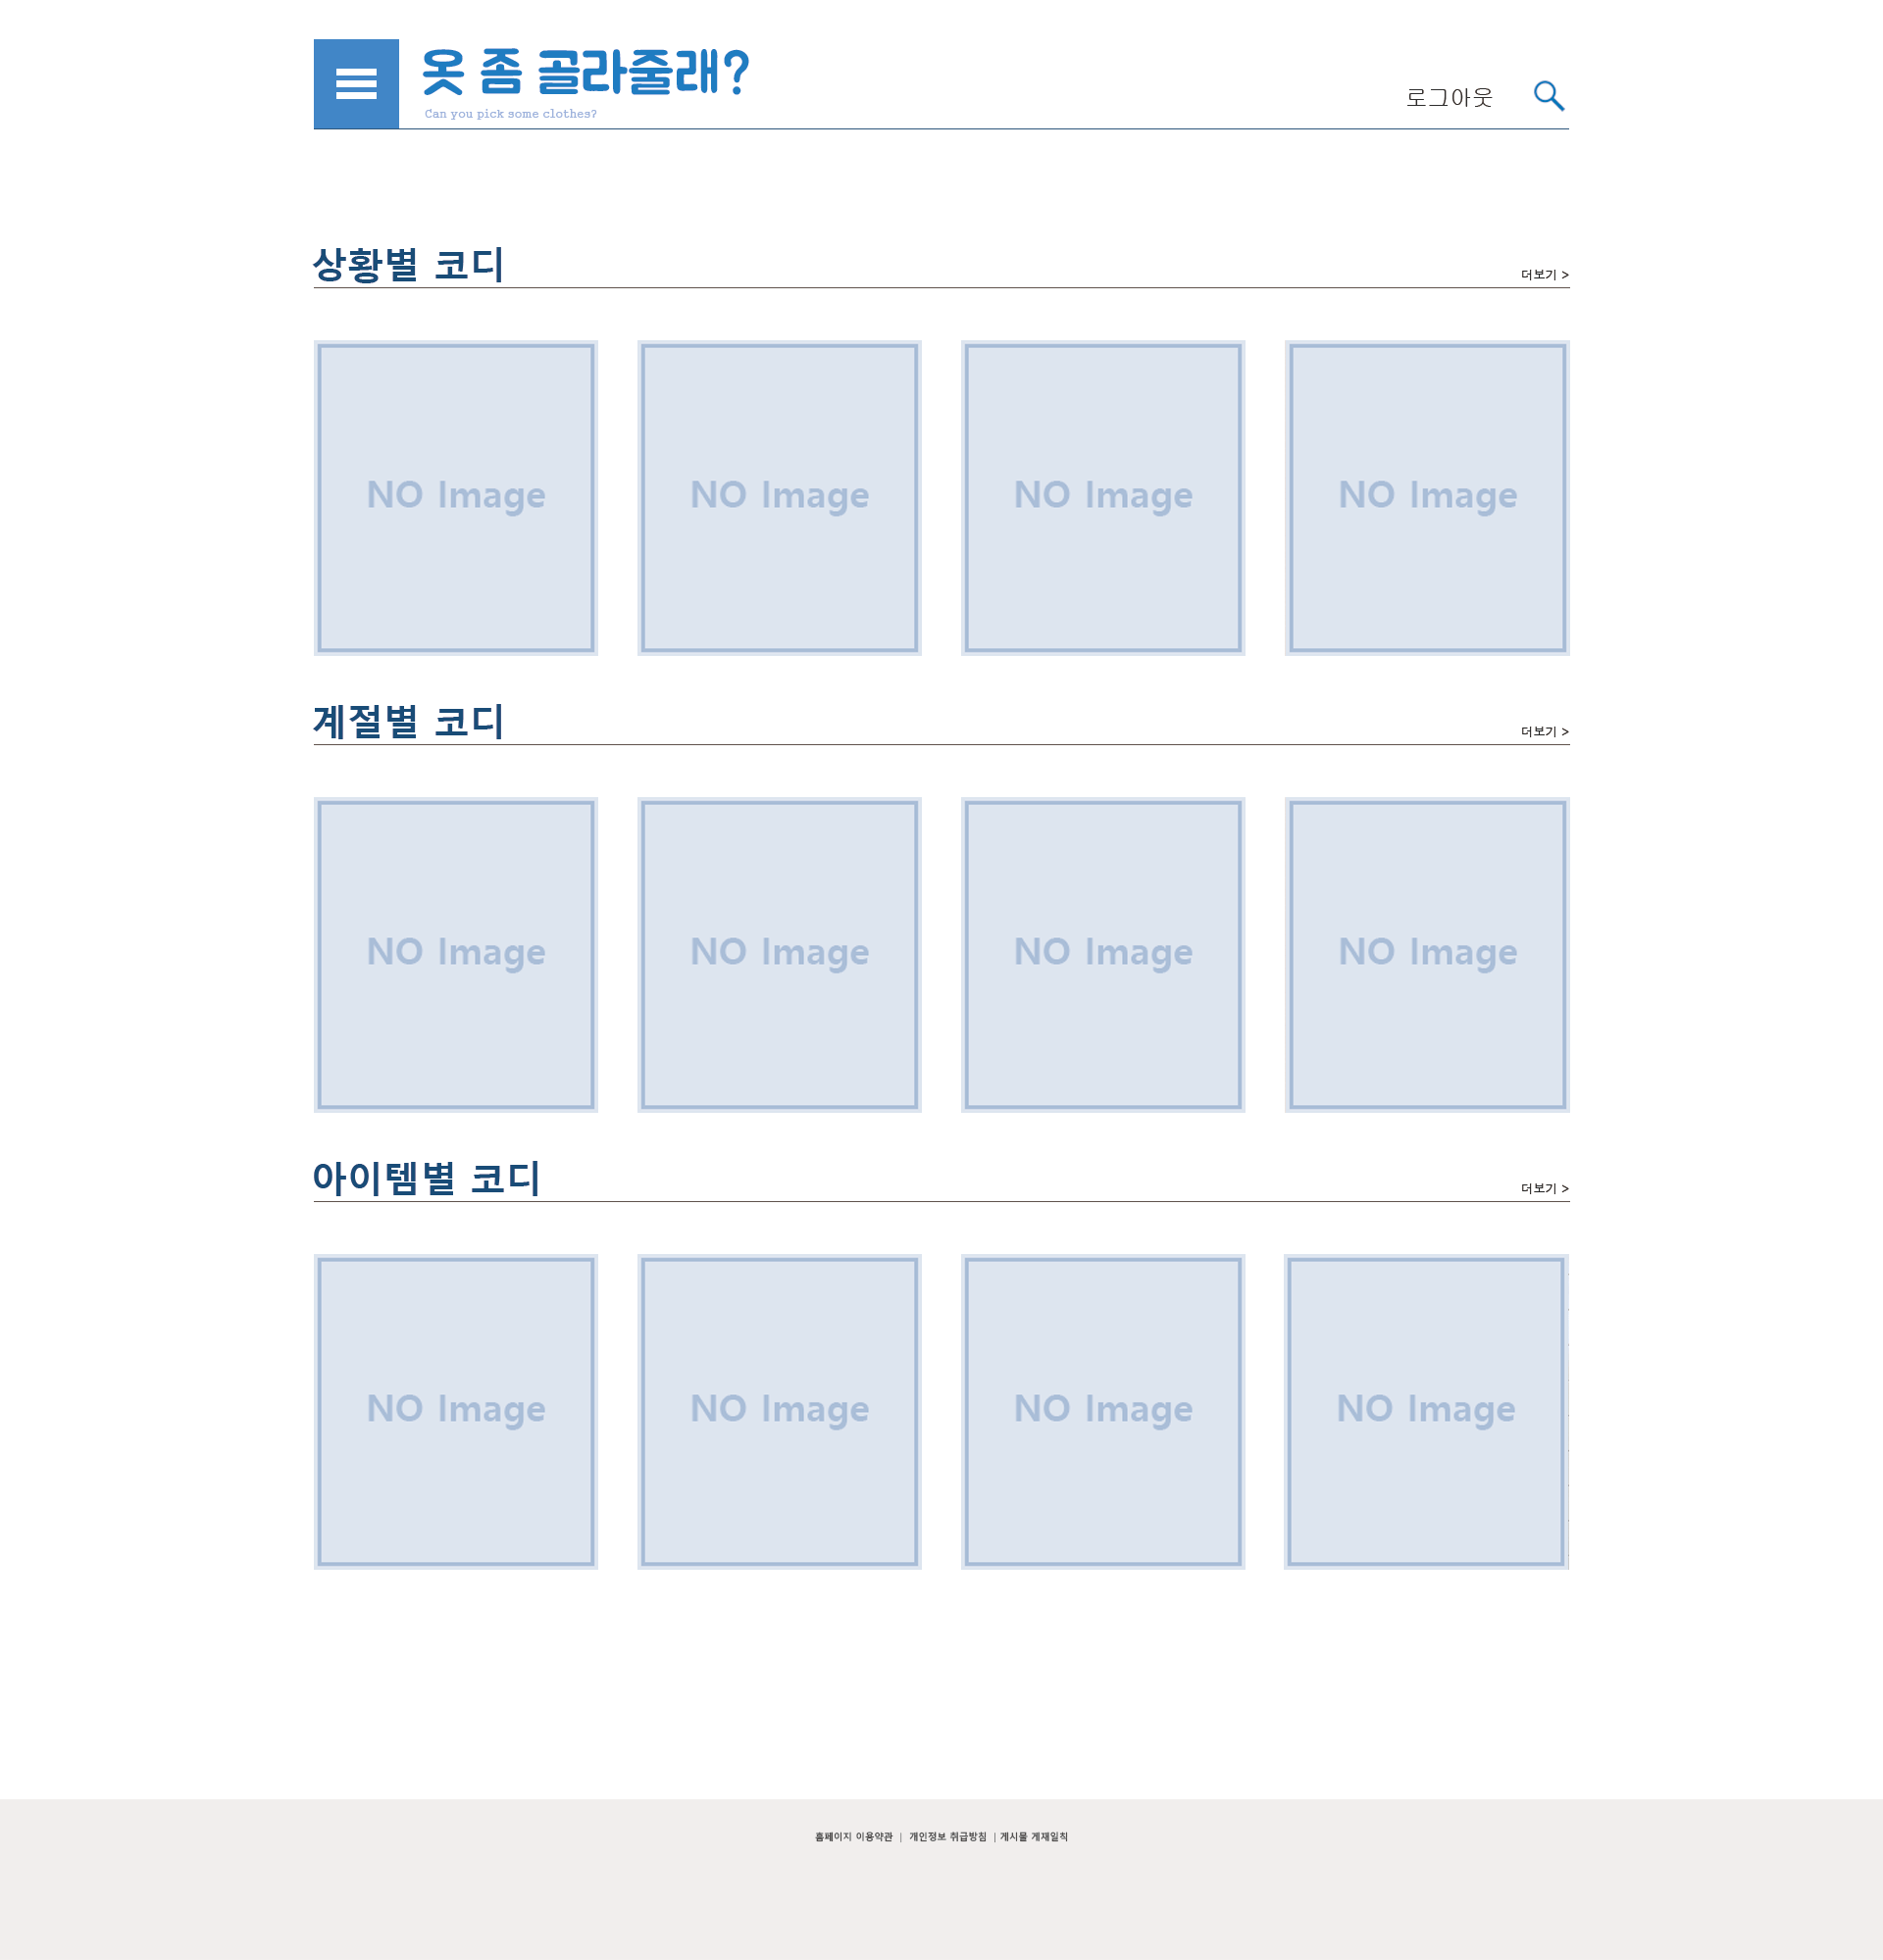 옷 좀 골라줄래?
Can you pick some clothes?
로그아웃
상황별 코디
더보기 >
NO Image NO Image NO Image NO Image
계절별 코디
더보기 >
NO Image NO Image NO Image NO Image
아이템별 코디
더보기 >
NO Image NO Image NO Image NO Image
홈페이지 이용약관 | 개인정보 취급방침 | 게시물 게재일칙